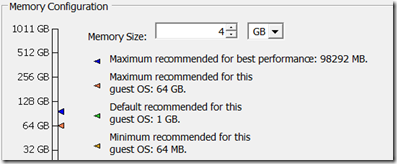 Memory Configuration
1011 GB
512 GB
256 GB
128 GB
64 GB
32 GB
Memory Size: 4 GB
Maximum recommended for best performance: 98292 MB.
Maximum recommended for this
guest OS: 64 GB.
Default recommended for this
guest OS: 1 GB.
Minimum recommended for this
guest OS: 64 MB.